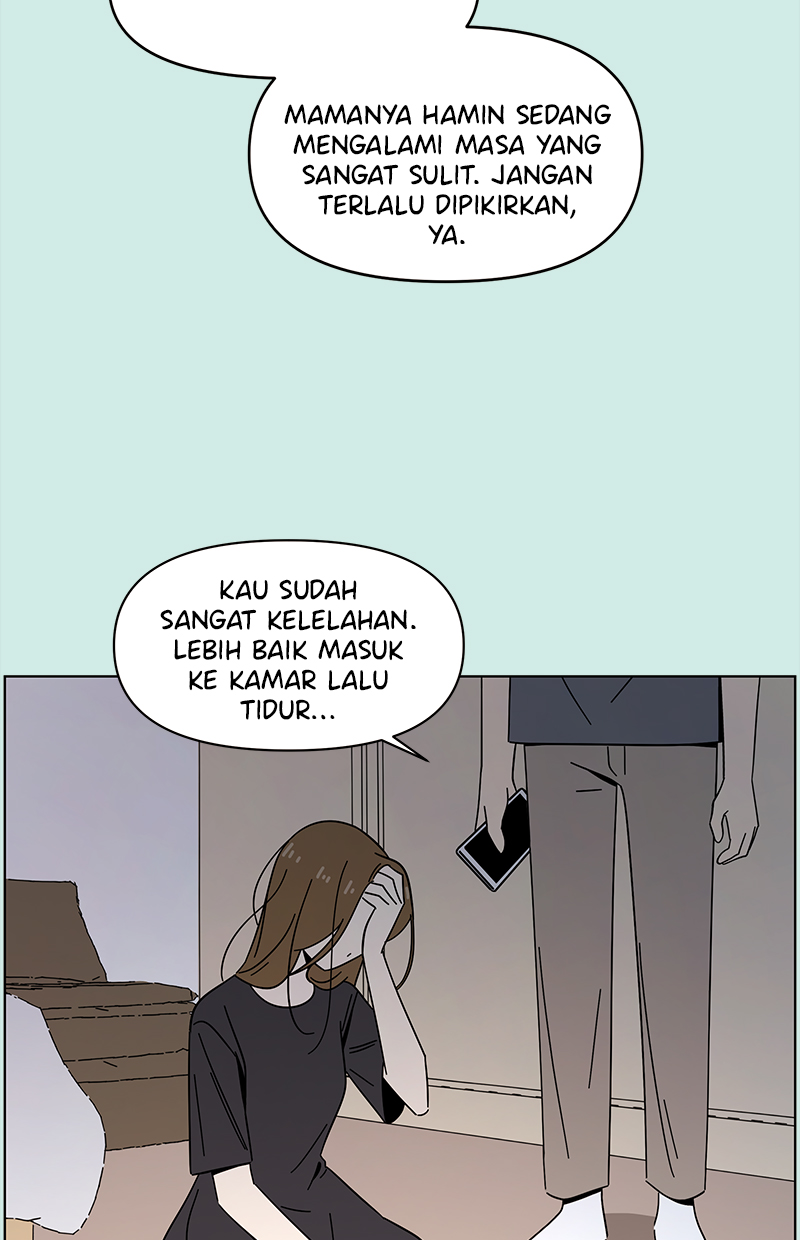 MAMANYA HAMIN SEDANG
MENGALAMI MASA YANG
SANGAT SULIT. JANGAN
TERLALU DIPIKIRKAN,
YA.
KAU SUDAH
SANGAT KELELAHAN.
LEBIH BAIK MASUK
KE KAMAR LALU
TIDUR...